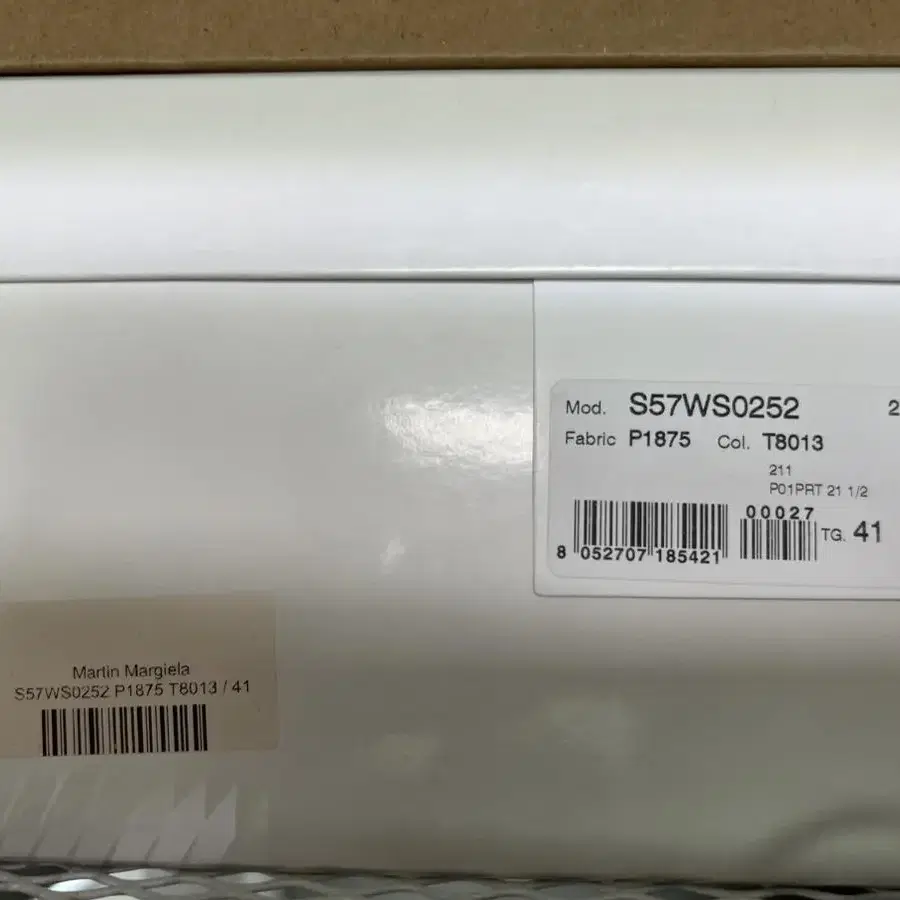 Mod. S57WS0252 2
Fabric P1875 Col. T8013
211
P01PRT 21 1/2
00027
TG. 41
8 052707 185421
Martin Margiela
S57WS0252 P1875 T8013 / 41